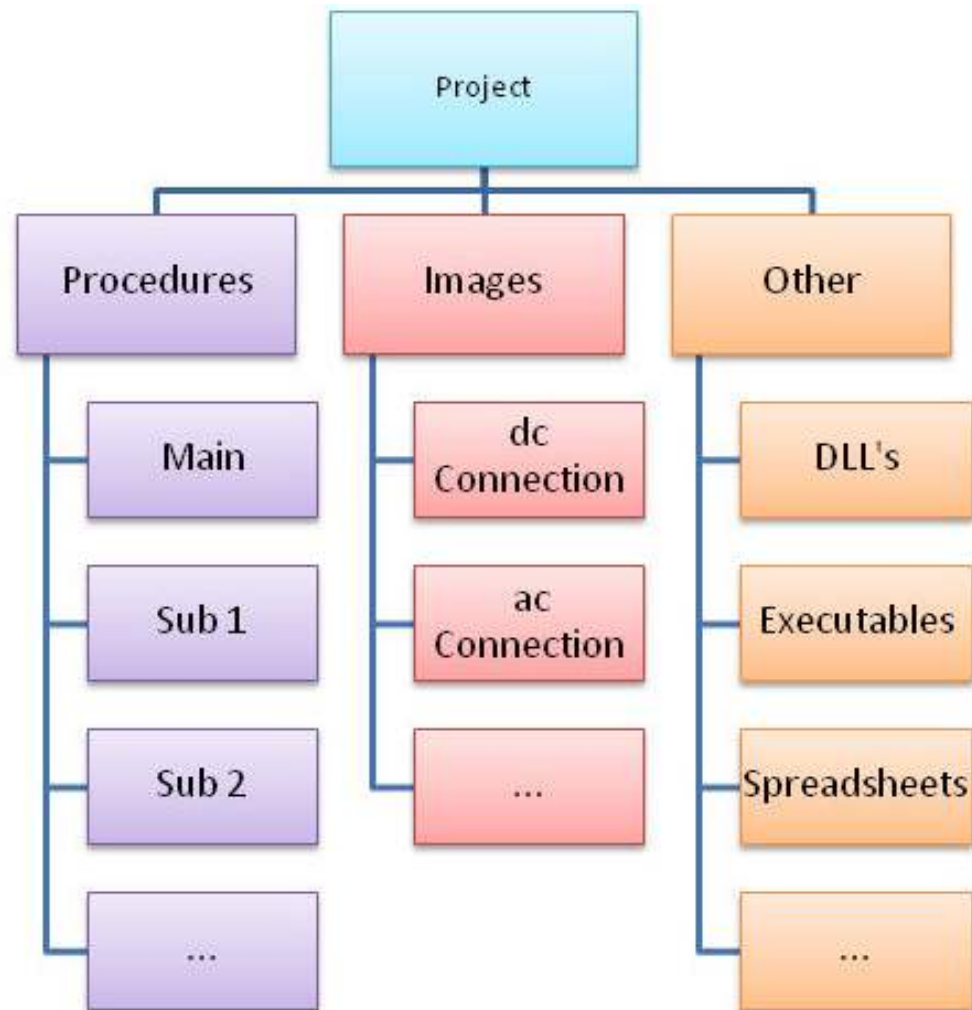 Project
Procedures
Images
Other
Main
Sub 1
Sub 2
...
dc
Connection
ac
Connection
...
DLL's
Executables
Spreadsheets
...